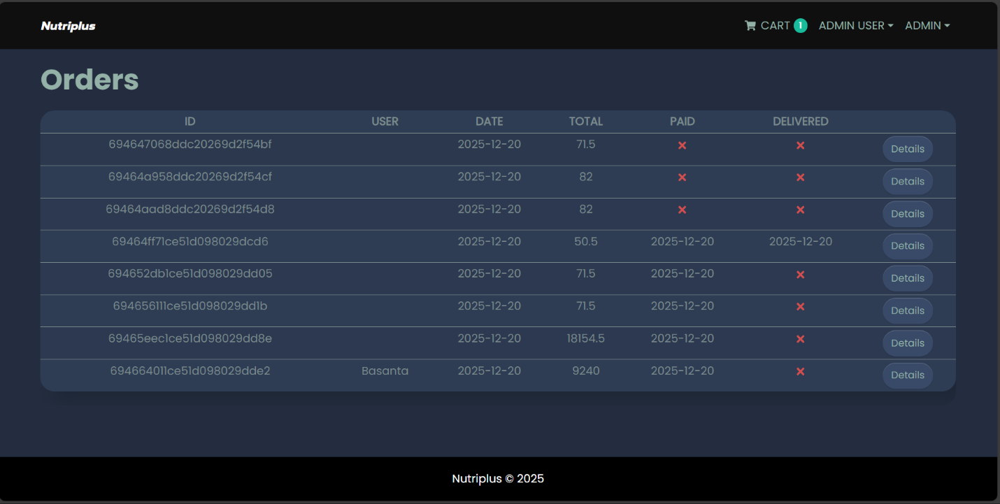 Nutriplus CART 1 ADMIN USER ADMIN
Orders
ID USER DATE TOTAL PAID DELIVERED
694647068ddc20269d2f54bf 2025-12-20 71.5 Details
69464a958ddc20269d2f54cf 2025-12-20 82 Details
69464aad8ddc20269d2f54d8 2025-12-20 82 Details
69464ff71ce51d098029dcd6 2025-12-20 50.5 2025-12-20 2025-12-20 Details
694652db1ce51d098029dd05 2025-12-20 71.5 2025-12-20 Details
694656111ce51d098029dd1b 2025-12-20 71.5 2025-12-20 Details
69465eec1ce51d098029dd8e 2025-12-20 18154.5 2025-12-20 Details
694664011ce51d098029dde2 Basanta 2025-12-20 9240 2025-12-20 Details
Nutriplus © 2025